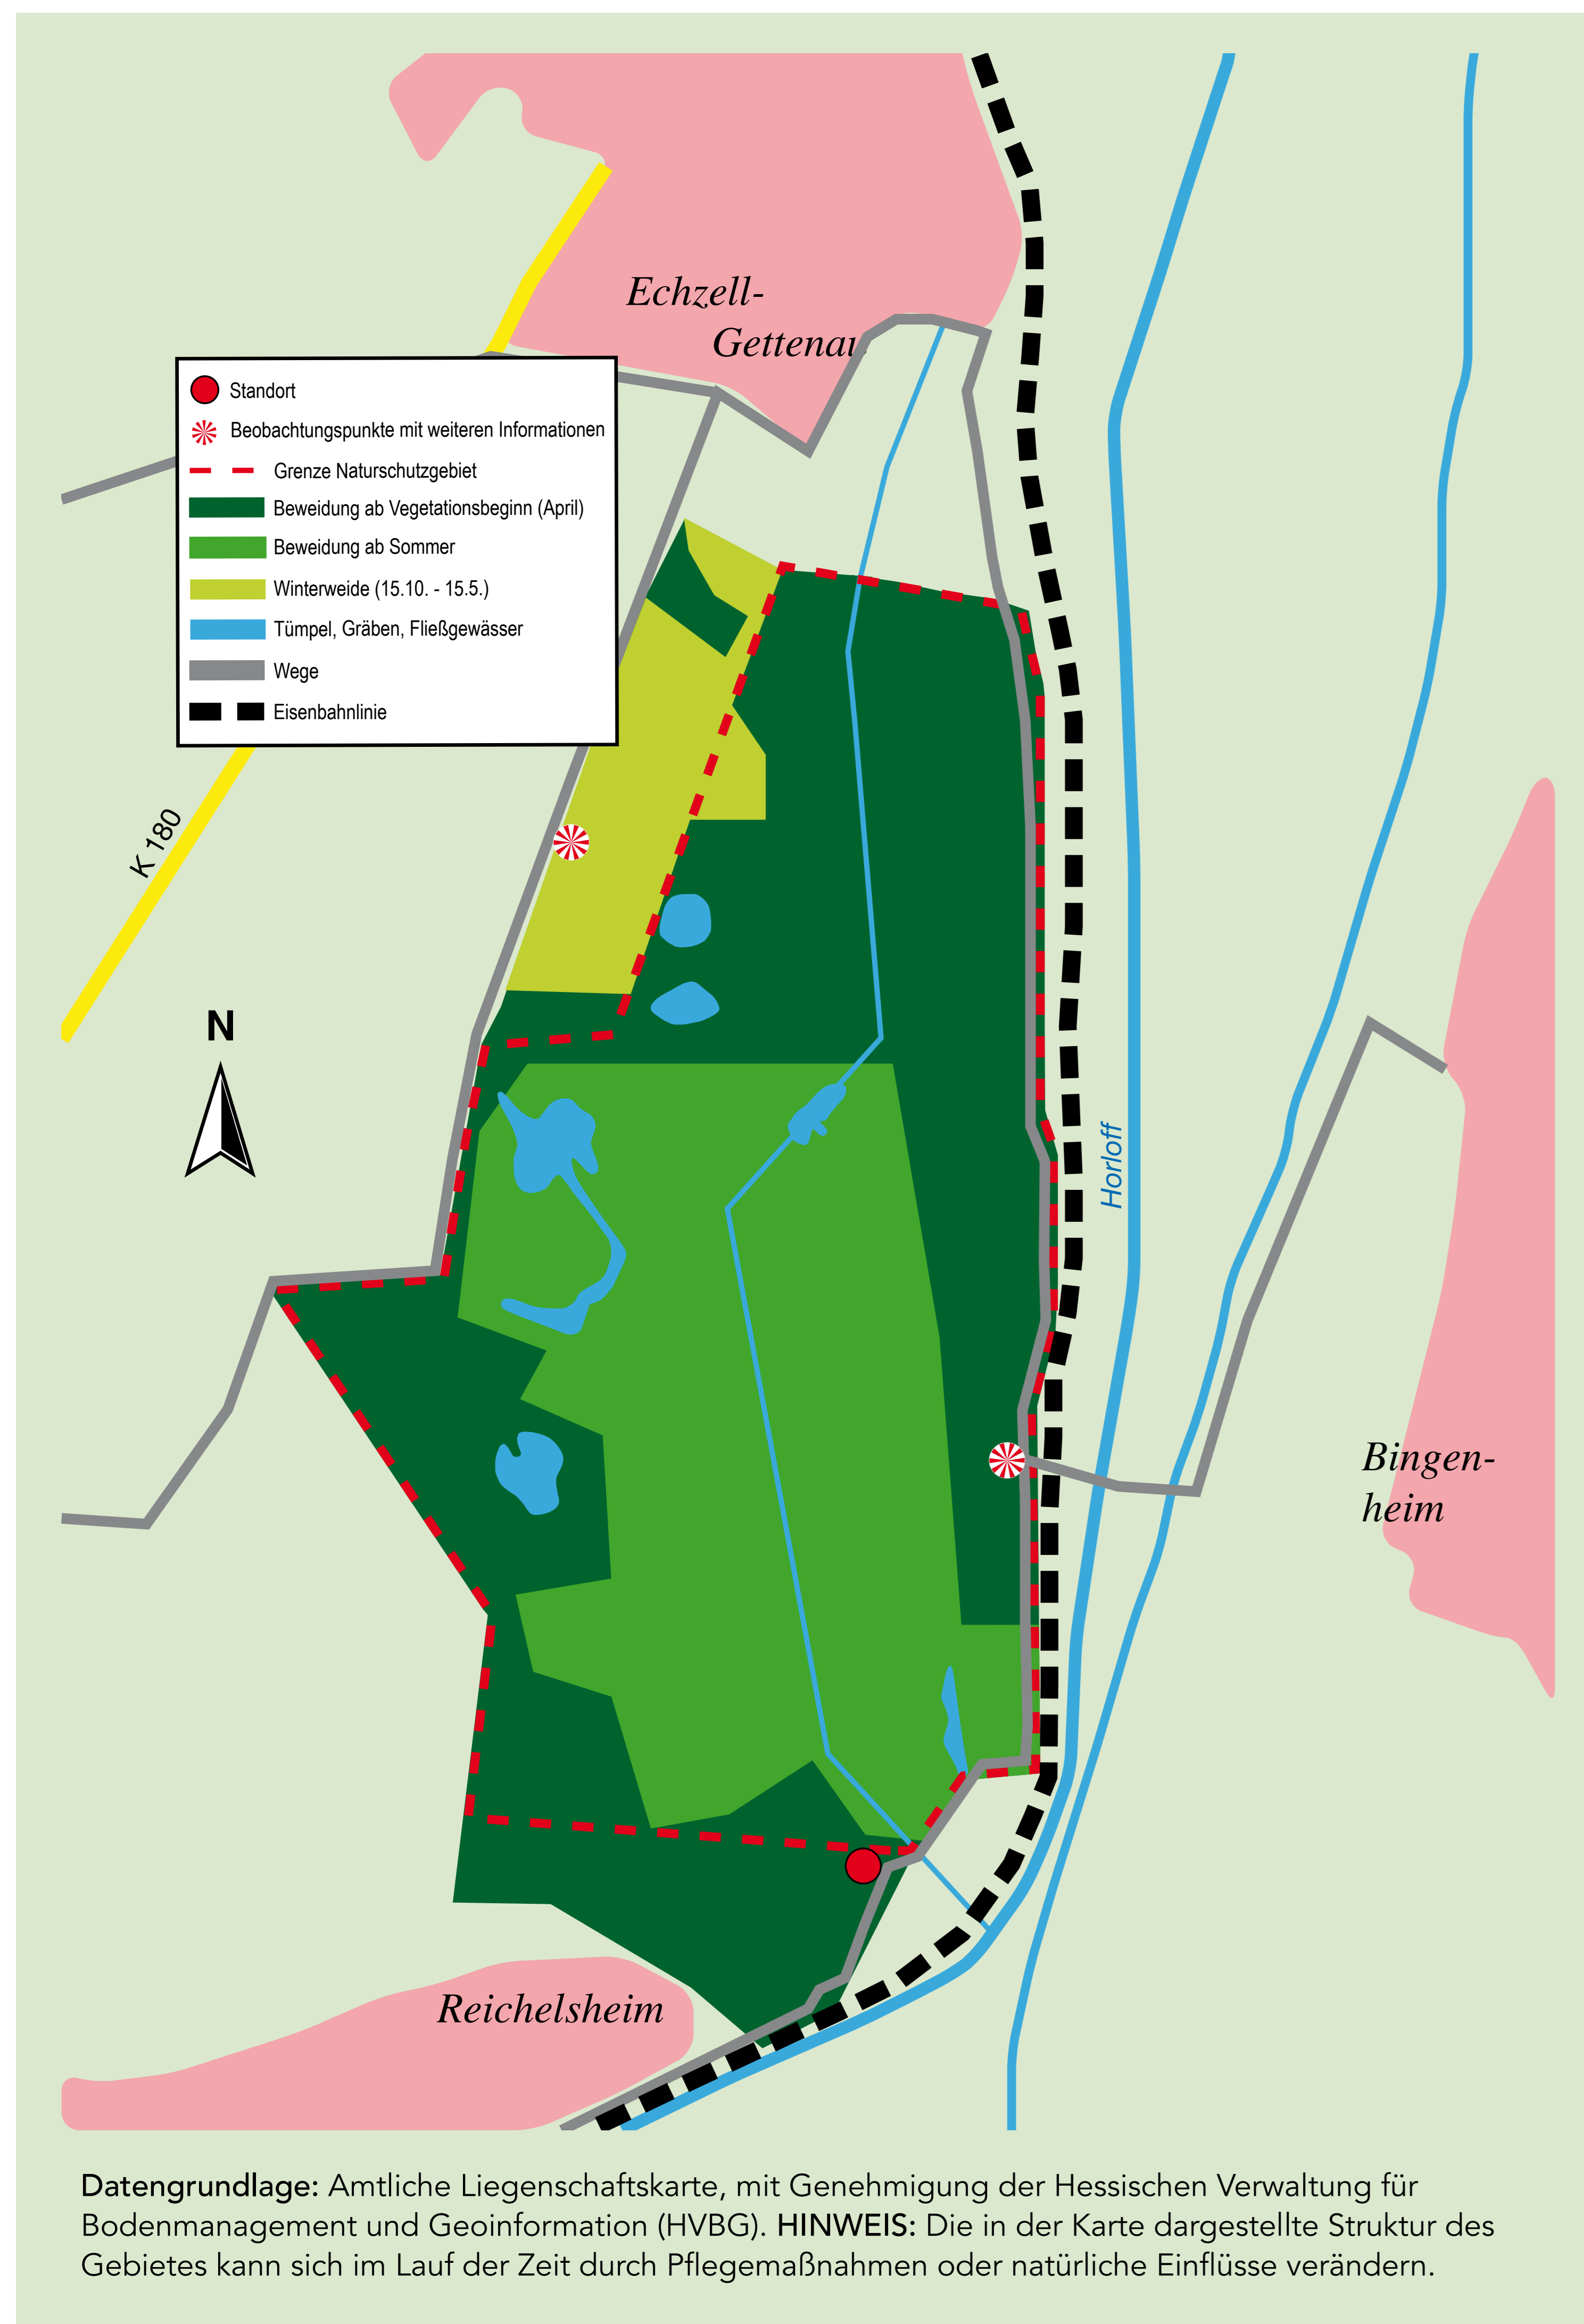 Echzell-
Gettenau
Standort
Beobachtungspunkte mit weiteren Informationen
Grenze Naturschutzgebiet
Beweidung ab Vegetationsbeginn (April)
Beweidung ab Sommer
Winterweide (15.10. - 15.5.)
Tümpel, Gräben, Fließgewässer
Wege
Eisenbahnlinie
K 180
N
Horloff
Bingen-
heim
Reichelsheim
Datengrundlage: Amtliche Liegenschaftskarte, mit Genehmigung der Hessischen Verwaltung für
Bodenmanagement und Geoinformation (HVBG). HINWEIS: Die in der Karte dargestellte Struktur des
Gebietes kann sich im Lauf der Zeit durch Pflegemaßnahmen oder natürliche Einflüsse verändern.